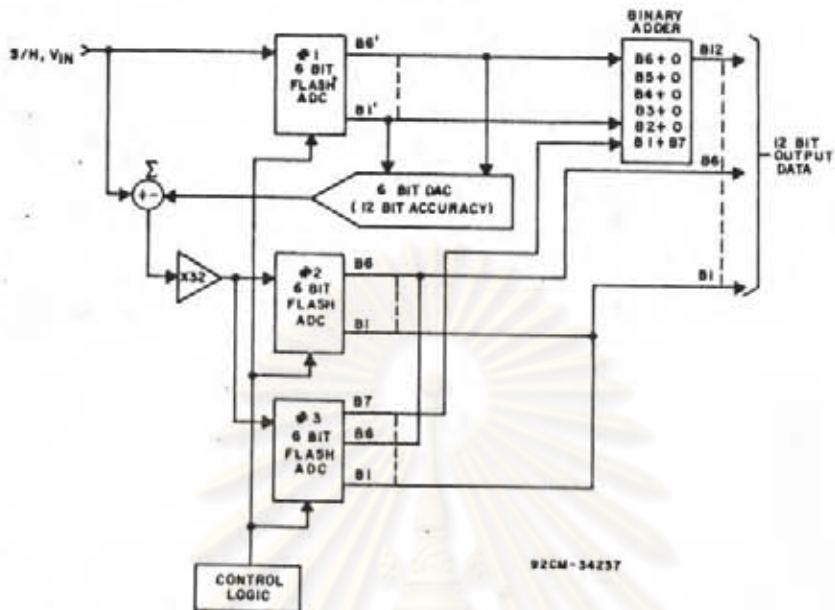 S/H, VIN
#1
6 BIT
FLASH
ADC
B6'
B1'
BINARY
ADDER
B6 + 0
B5 + 0
B4 + 0
B3 + 0
B2 + 0
B1 + B7
B12
B6
B1
12 BIT
OUTPUT
DATA
Σ
+ -
6 BIT DAC
(12 BIT ACCURACY)
X32
#2
6 BIT
FLASH
ADC
B6
B1
#3
6 BIT
FLASH
ADC
B7
B6
B1
CONTROL
LOGIC
92CM-34257